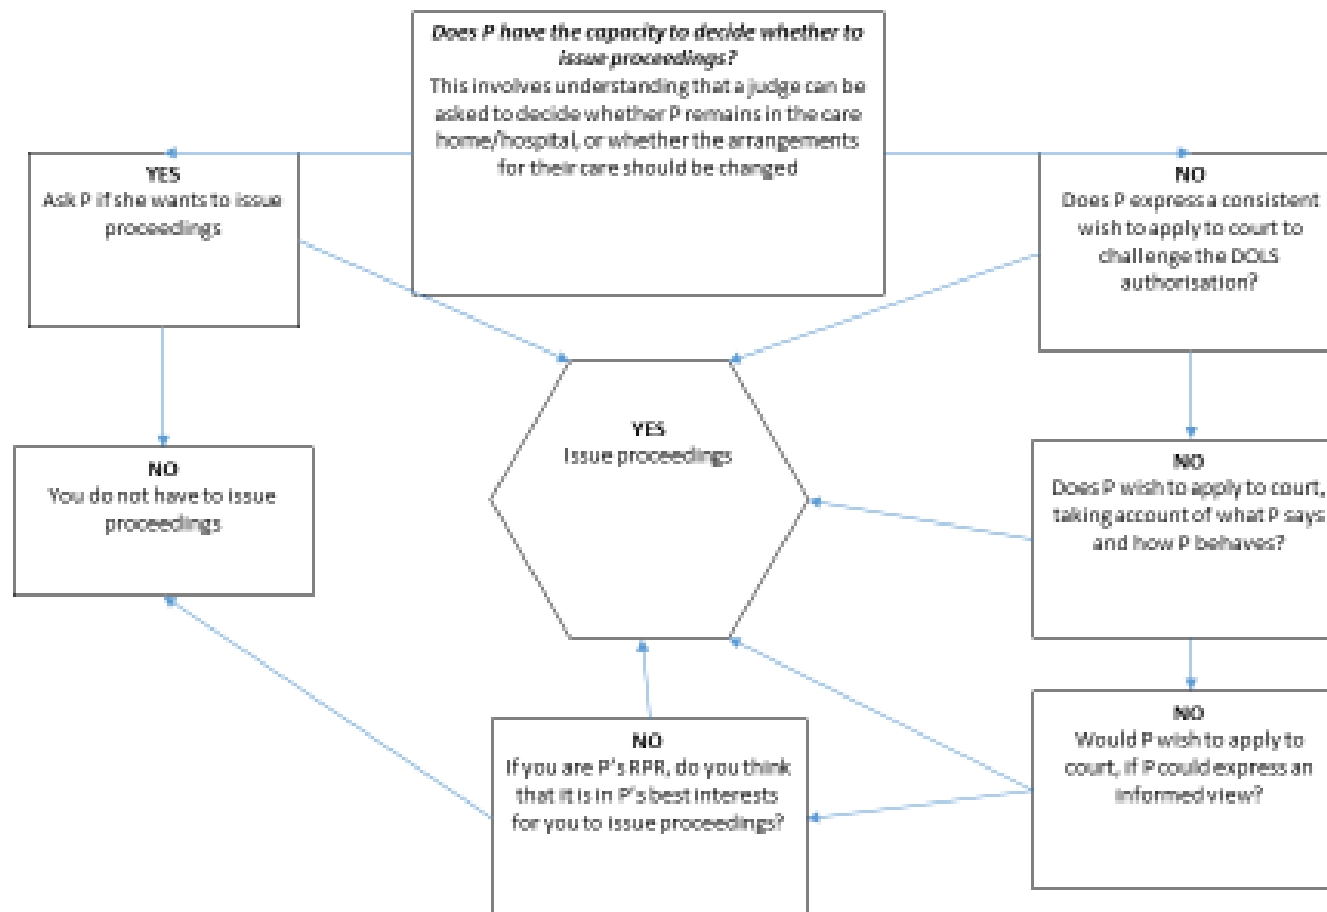 Does P have the capacity to decide whether to
issue proceedings?
This involves understanding that a judge can be
asked to decide whether P remains in the care
home/hospital, or whether the arrangements
for their care should be changed
YES
Ask P if she wants to issue
proceedings
NO
Does P express a consistent
wish to apply to court to
challenge the DOLS
authorisation?
YES
Issue proceedings
NO
You do not have to issue
proceedings
NO
Does P wish to apply to court,
taking account of what P says
and how P behaves?
NO
If you are P's RPR, do you think
that it is in P's best interests
for you to issue proceedings?
NO
Would P wish to apply to
court, if P could express an
informed view?